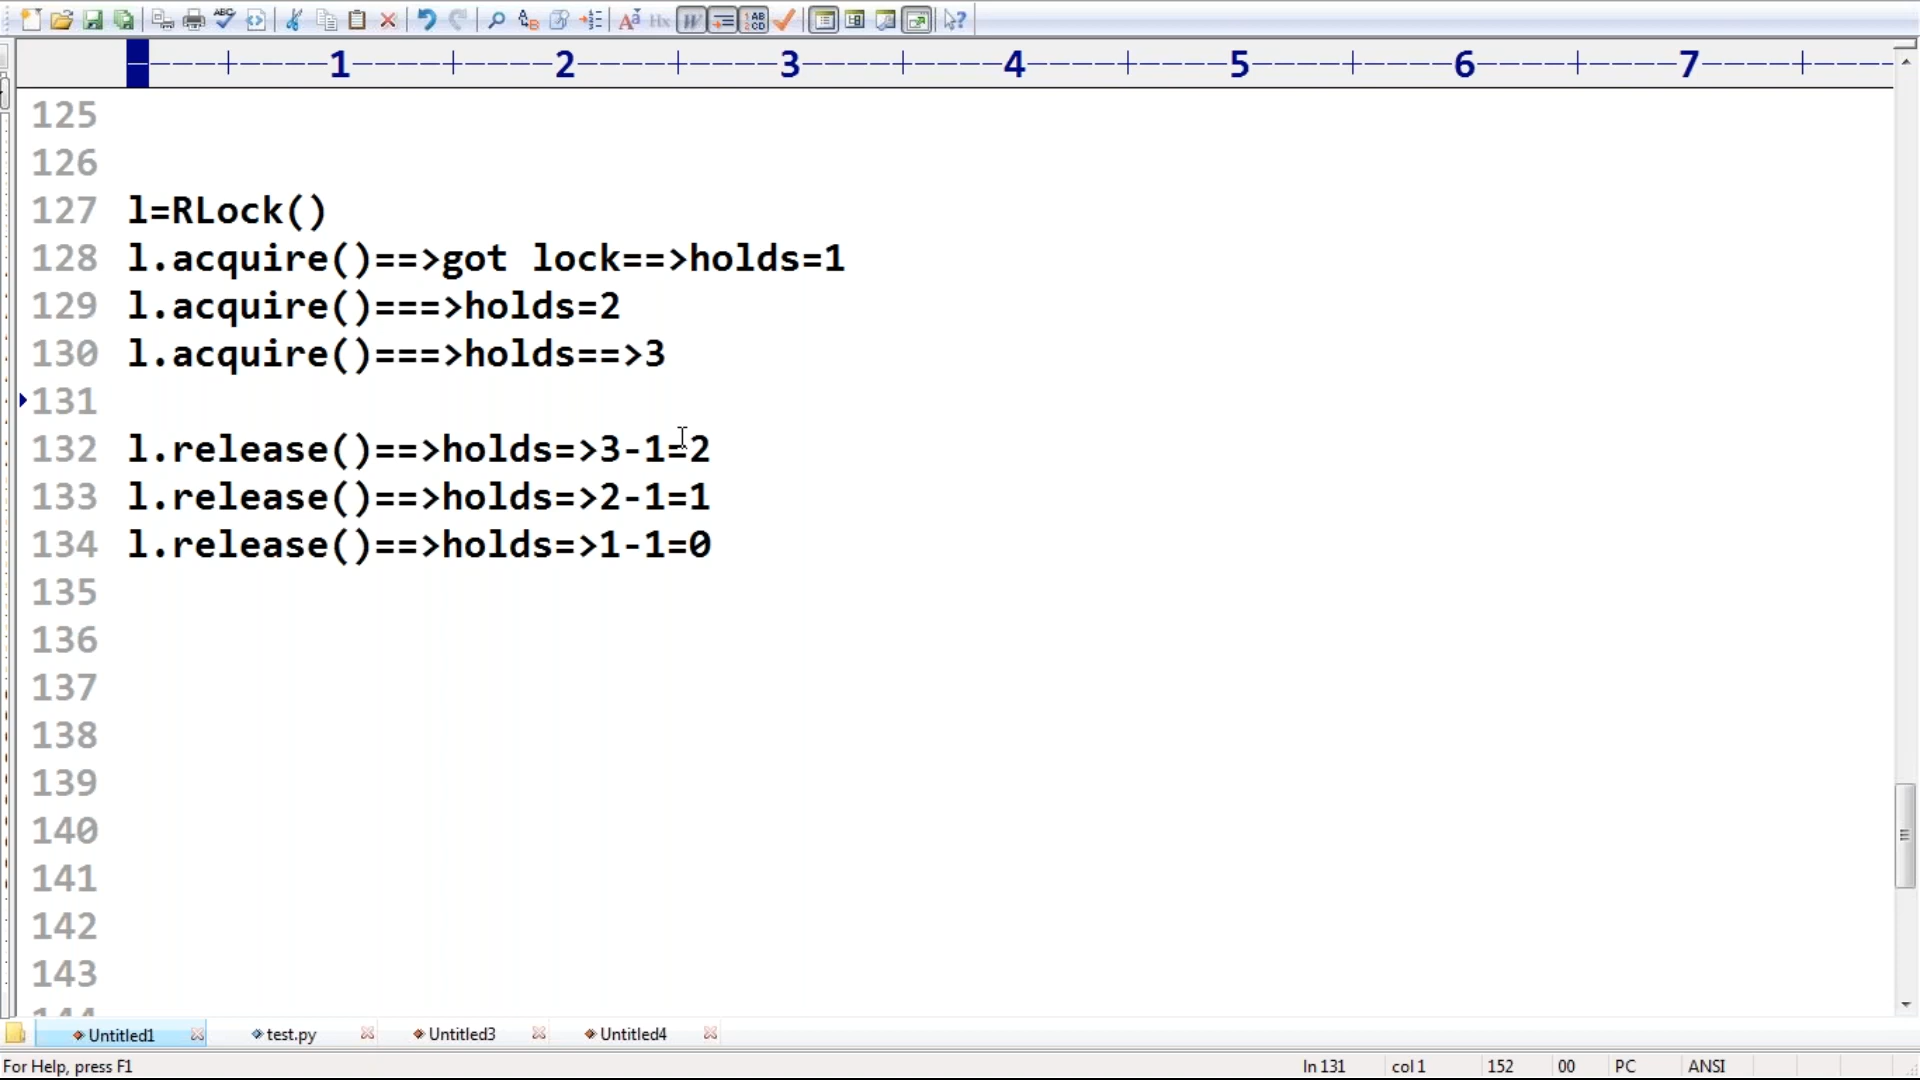 1 2 3 4 5 6 7
125
126
127 l=RLock()
128 l.acquire()==>got lock==>holds=1
129 l.acquire()===>holds=2
130 l.acquire()===>holds==>3
131
132 l.release()==>holds=>3-1=2
133 l.release()==>holds=>2-1=1
134 l.release()==>holds=>1-1=0
135
136
137
138
139
140
141
142
143
Untitled1 test.py Untitled3 Untitled4
For Help, press F1 ln 131 col 1 152 00 PC ANSI